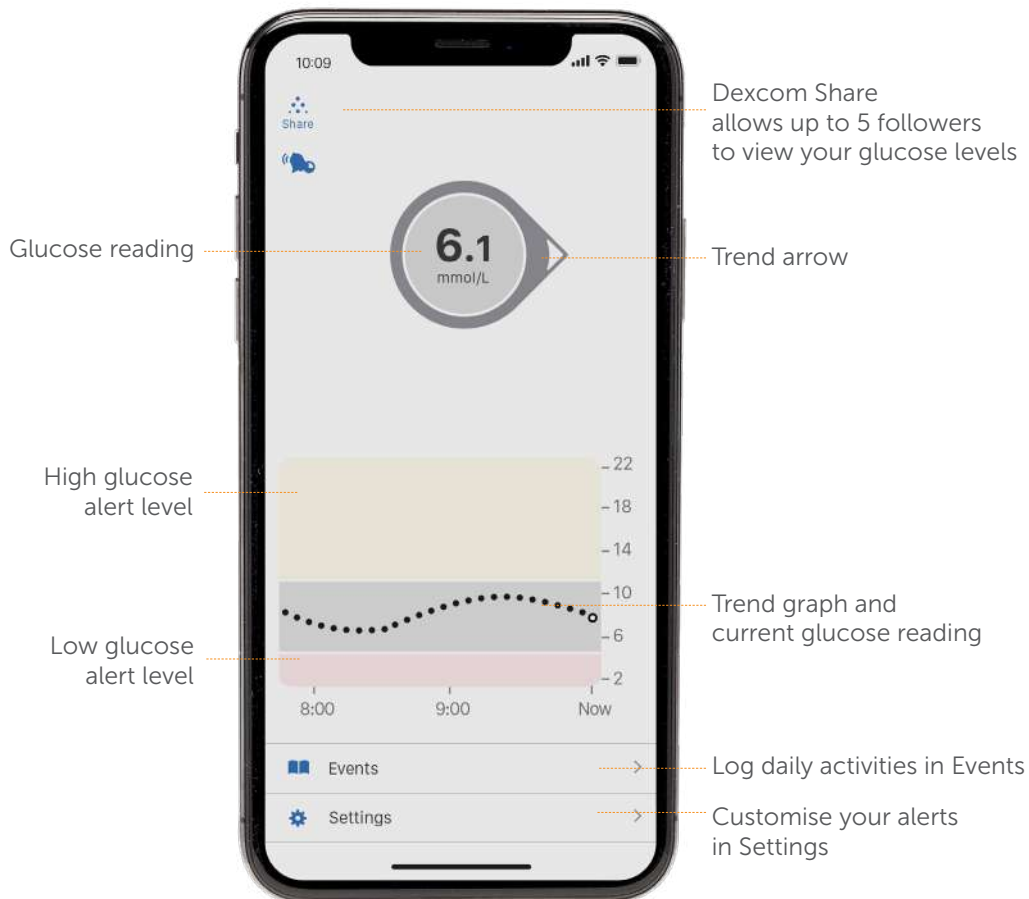 10:09
Share
Dexcom Share
allows up to 5 followers
to view your glucose levels
Glucose reading
6.1
mmol/L
Trend arrow
High glucose
alert level
22
18
14
10
6
2
Trend graph and
current glucose reading
Low glucose
alert level
8:00
9:00
Now
Events
Log daily activities in Events
Settings
Customise your alerts
in Settings